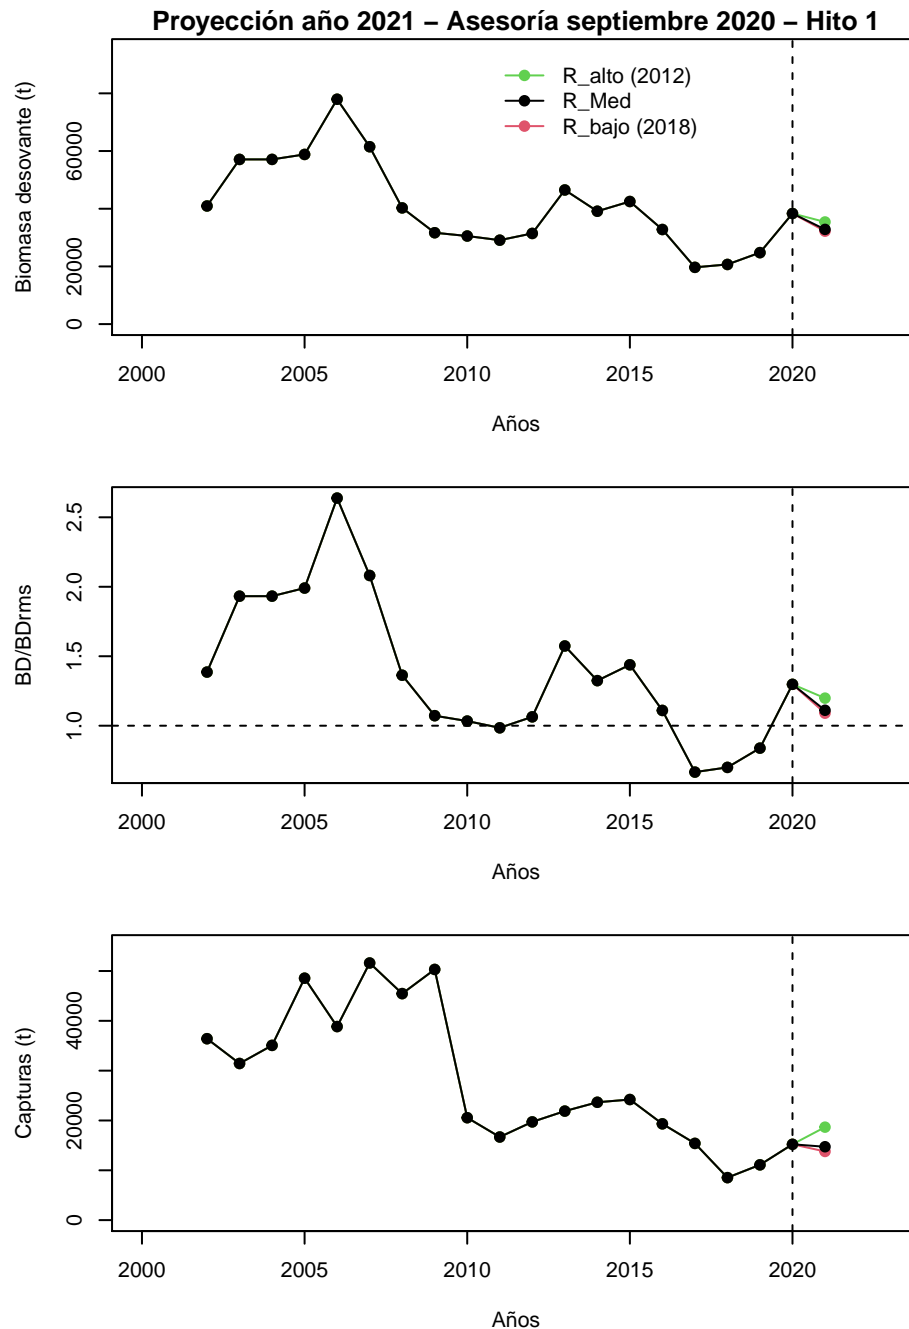 Proyección año 2021 – Asesoría septiembre 2020 – Hito 1
Biomasa desovante (t)
60000
20000
0
R_alto (2012)
R_Med
R_bajo (2018)
2000 2005 2010 2015 2020
Años
BD/BDrms
2.5
2.0
1.5
1.0
2000 2005 2010 2015 2020
Años
Capturas (t)
40000
20000
0
2000 2005 2010 2015 2020
Años